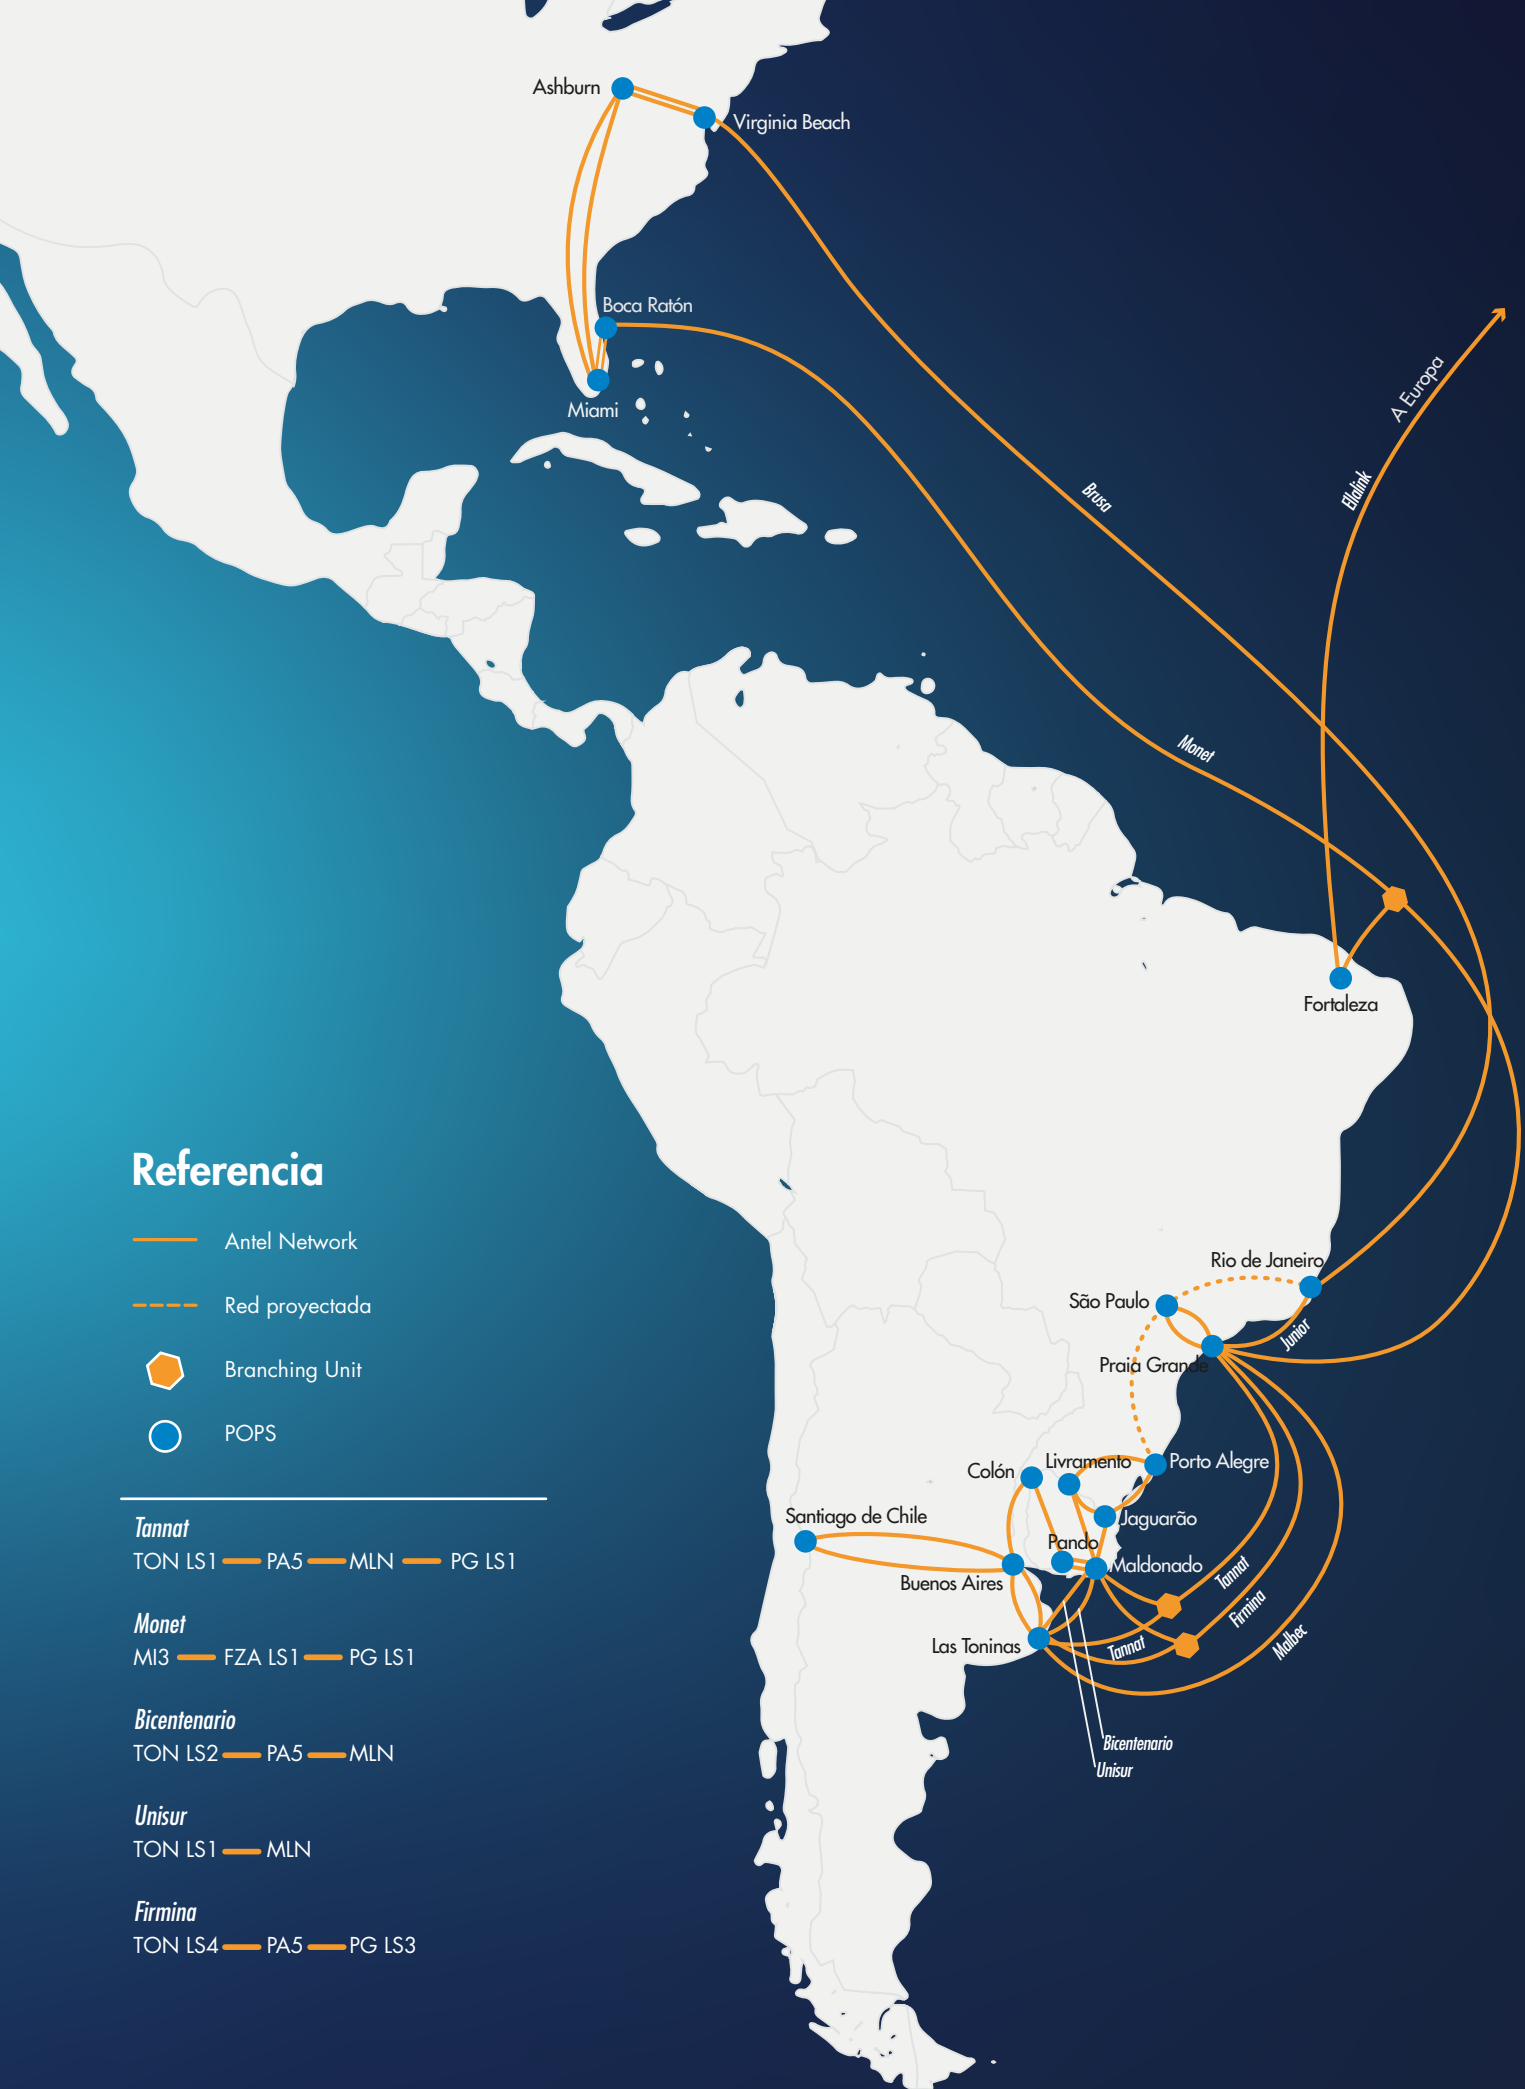 Ashburn
Virginia Beach
Boca Ratón
Miami
A Europa
Ellalink
Brusa
Monet
Fortaleza
Referencia
Antel Network
Red proyectada
Branching Unit
POPS
Rio de Janeiro
São Paulo
Junior
Praia Grande
Colón
Livramento
Porto Alegre
Santiago de Chile
Jaguarão
Pando
Maldonado
Buenos Aires
Tannat
Firmina
Las Toninas
Tannat
Malbec
Bicentenario
Unisur
Tannat
TON LS1 PA5 MLN PG LS1
Monet
MI3 FZA LS1 PG LS1
Bicentenario
TON LS2 PA5 MLN
Unisur
TON LS1 MLN
Firmina
TON LS4 PA5 PG LS3